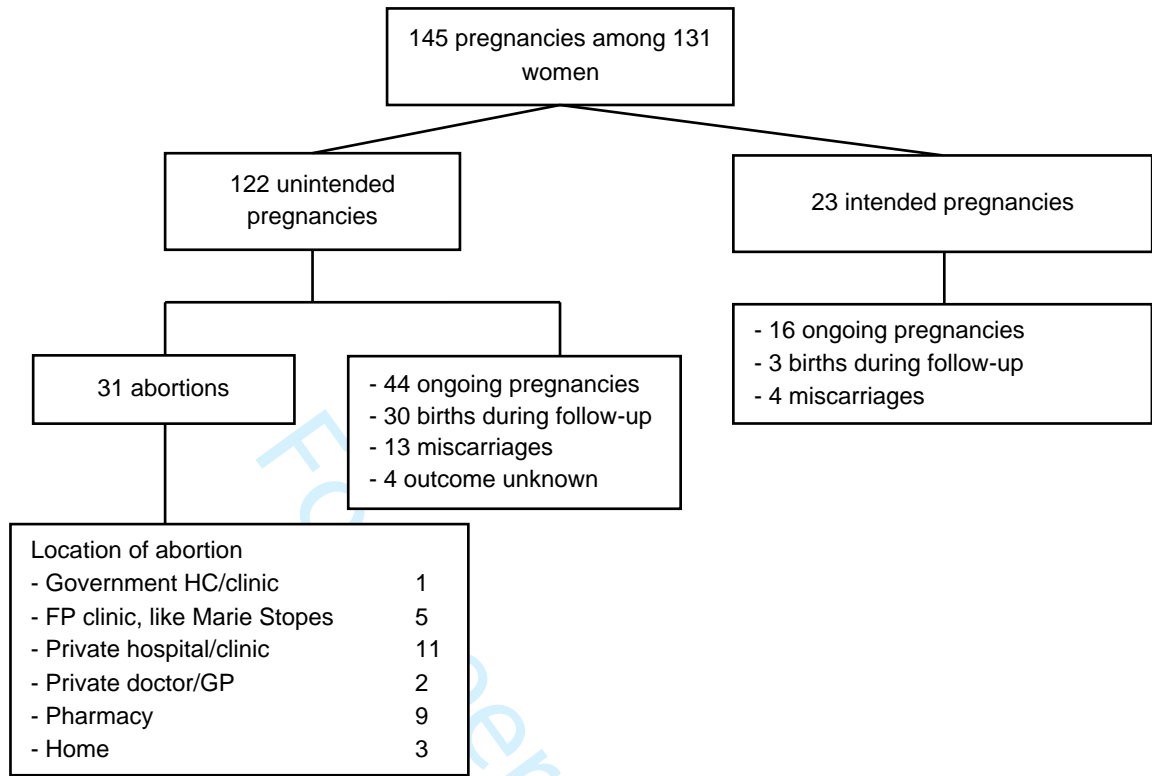 145 pregnancies among 131
women
122 unintended
pregnancies
23 intended pregnancies
31 abortions
- 44 ongoing pregnancies
- 30 births during follow-up
- 13 miscarriages
- 4 outcome unknown
- 16 ongoing pregnancies
- 3 births during follow-up
- 4 miscarriages
Location of abortion
- Government HC/clinic 1
- FP clinic, like Marie Stopes 5
- Private hospital/clinic 11
- Private doctor/GP 2
- Pharmacy 9
- Home 3